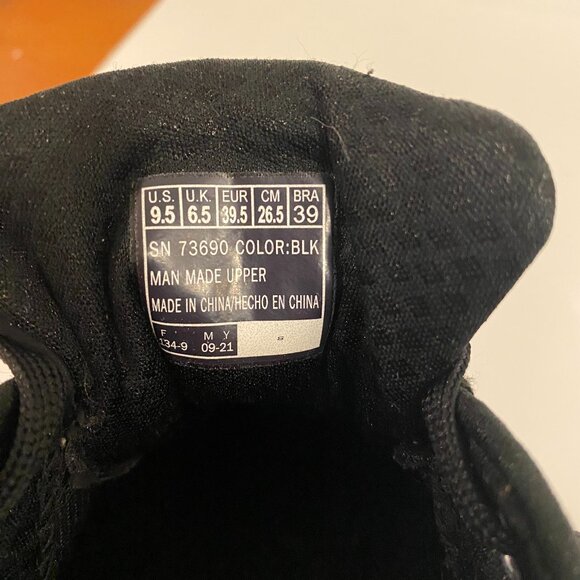 U.S. U.K. EUR CM BRA
9.5 6.5 39.5 26.5 39
SN 73690 COLOR:BLK
MAN MADE UPPER
MADE IN CHINA/HECHO EN CHINA
F M Y
134-9 09-21